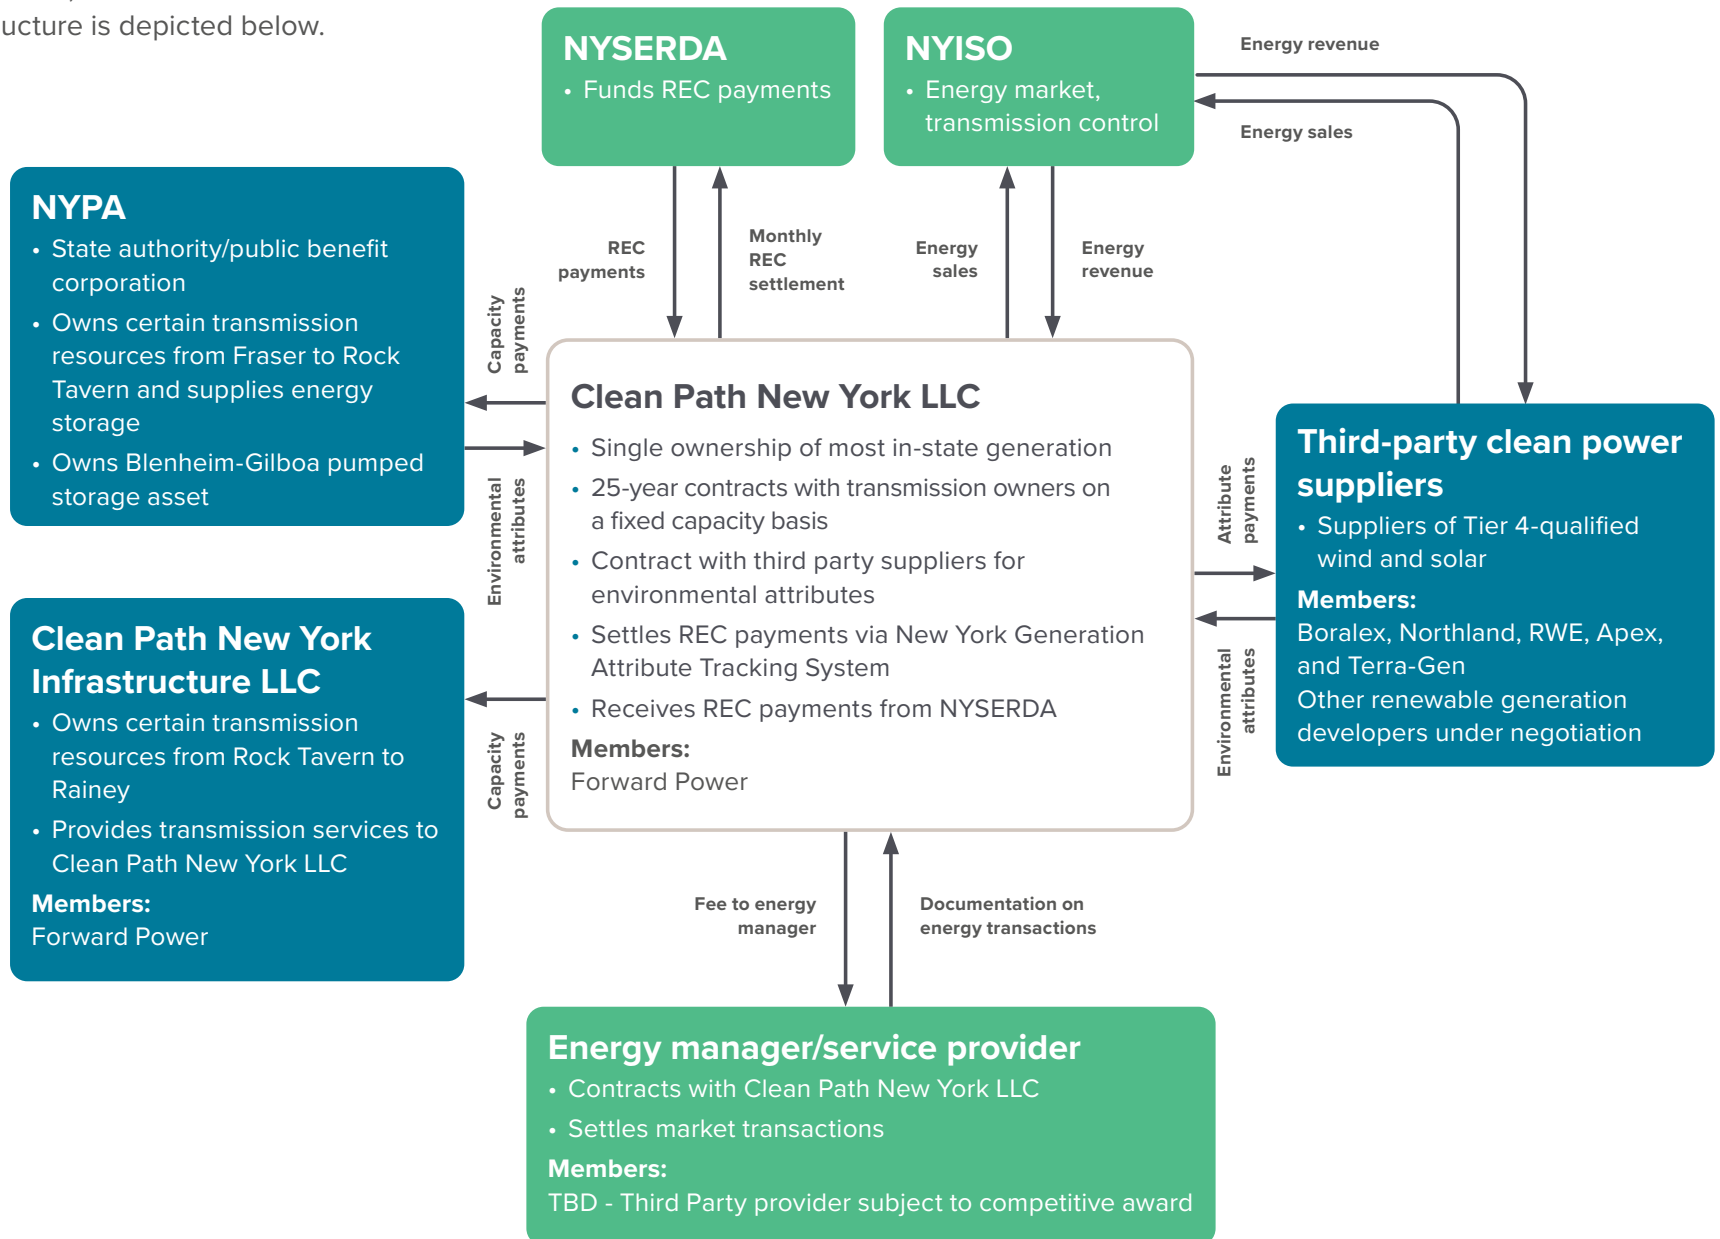 ucture is depicted below.
NYSERDA
• Funds REC payments
NYISO
• Energy market,
transmission control
Energy revenue
Energy sales
NYPA
• State authority/public benefit
corporation
• Owns certain transmission
resources from Fraser to Rock
Tavern and supplies energy
storage
• Owns Blenheim-Gilboa pumped
storage asset
REC
payments
Monthly
REC
settlement
Energy
sales
Energy
revenue
Capacity
payments
Environmental
attributes
Clean Path New York LLC
• Single ownership of most in-state generation
• 25-year contracts with transmission owners on
a fixed capacity basis
• Contract with third party suppliers for
environmental attributes
• Settles REC payments via New York Generation
Attribute Tracking System
• Receives REC payments from NYSERDA
Members:
Forward Power
Attribute
payments
Environmental
attributes
Third-party clean power
suppliers
• Suppliers of Tier 4-qualified
wind and solar
Members:
Boralex, Northland, RWE, Apex,
and Terra-Gen
Other renewable generation
developers under negotiation
Clean Path New York
Infrastructure LLC
• Owns certain transmission
resources from Rock Tavern to
Rainey
• Provides transmission services to
Clean Path New York LLC
Members:
Forward Power
Capacity
payments
Fee to energy
manager
Documentation on
energy transactions
Energy manager/service provider
• Contracts with Clean Path New York LLC
• Settles market transactions
Members:
TBD - Third Party provider subject to competitive award